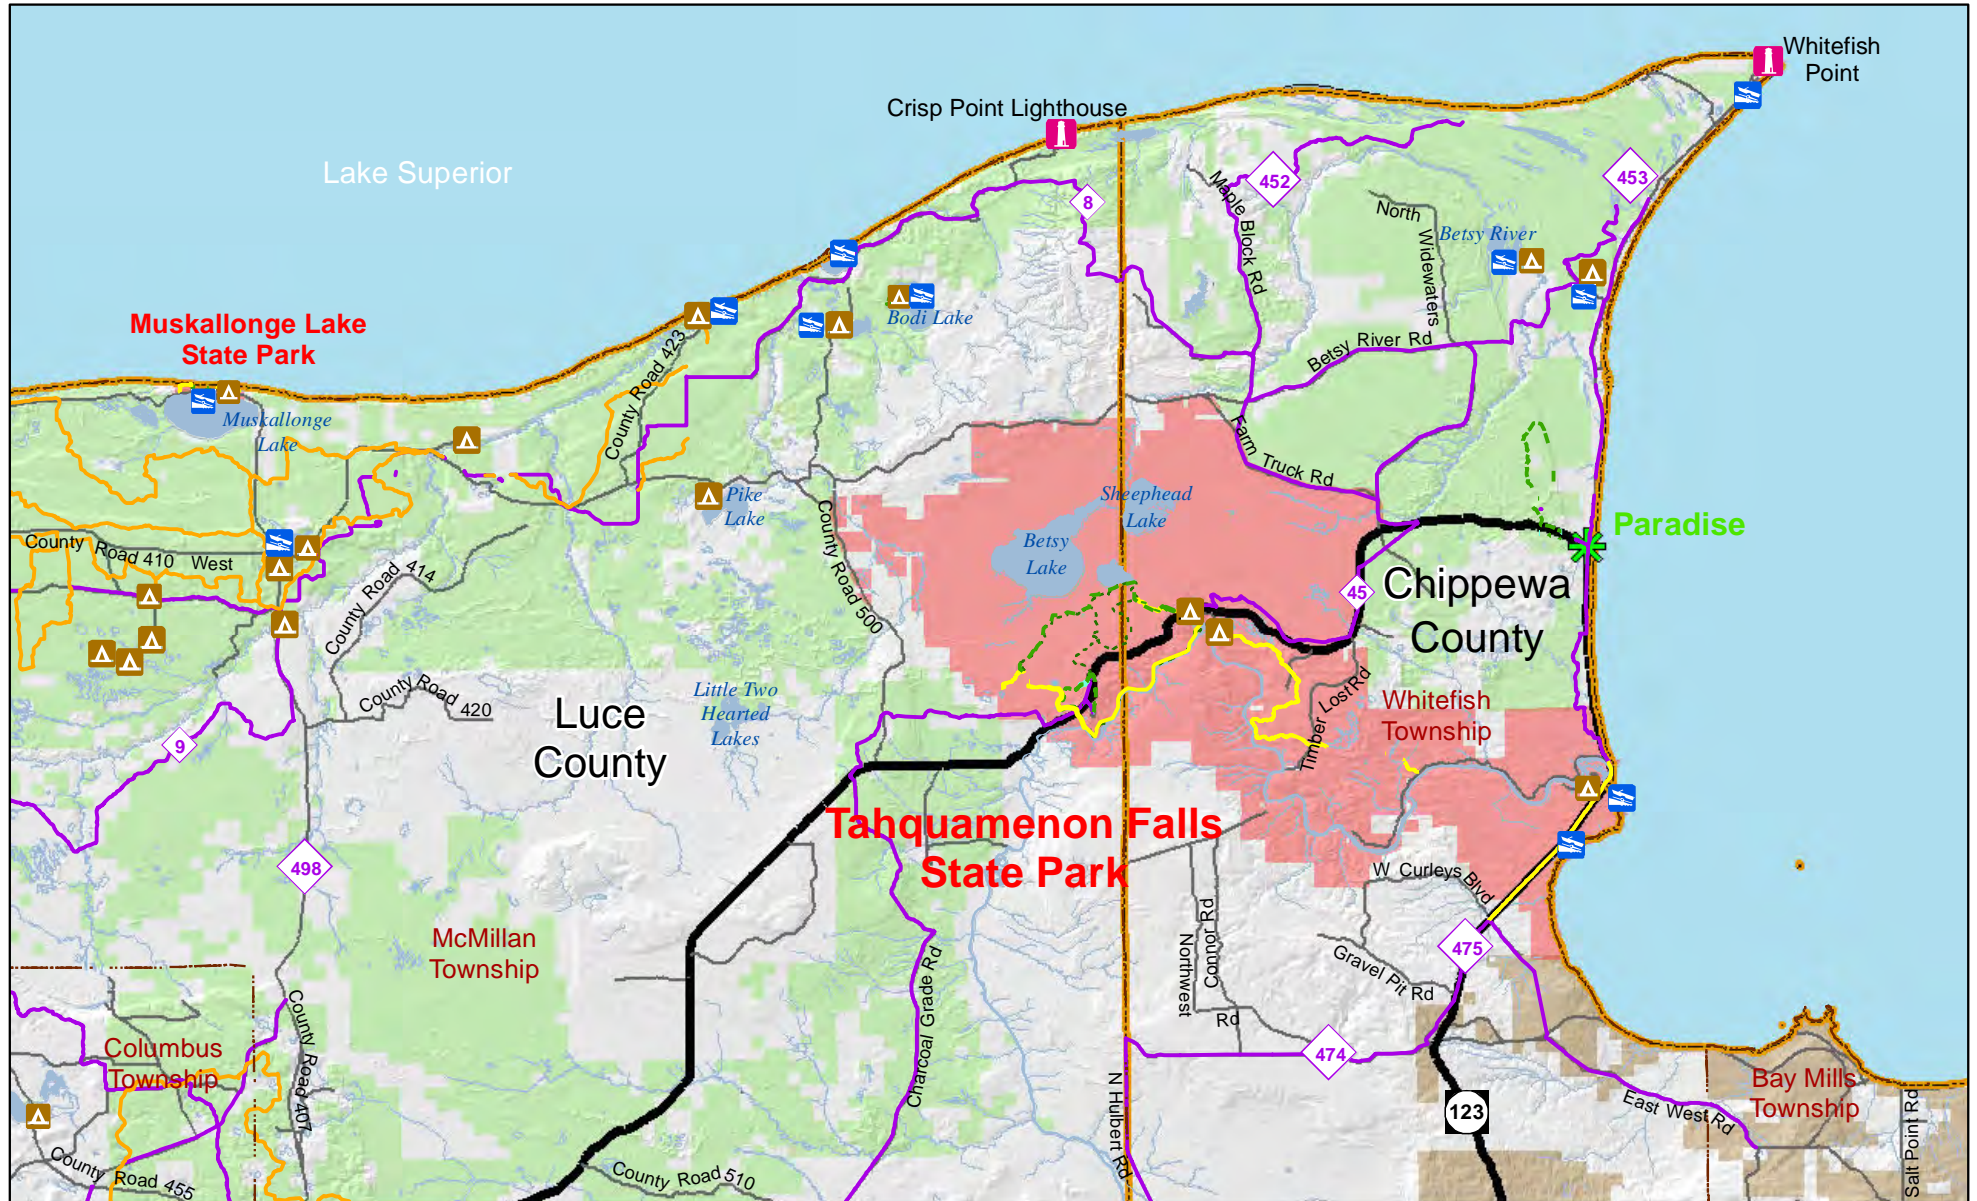 Whitefish
Point
Crisp Point Lighthouse
Lake Superior
452
453
8
Maple Block Rd
North Widewaters
Betsy River
Bodi Lake
Muskallonge Lake
State Park
Muskallonge
Lake
County Road 423
Betsy River Rd
Farm Truck Rd
Pike
Lake
Sheephead
Lake
Betsy
Lake
Paradise
County Road 410 West
County Road 414
County Road 500
45
Chippewa
County
County Road 420
Little Two
Hearted
Lakes
Luce
County
Timber Lost Rd
Whitefish
Township
9
Tahquamenon Falls
State Park
498
W Curleys Blvd
McMillan
Township
Northwest
Connor Rd
Rd
Gravel Pit Rd
475
Charcoal Grade Rd
474
Columbus
Township
County Road 407
N Hulbert Rd
123
East West Rd
Bay Mills
Township
Salt Point Rd
County Road 455
County Road 510